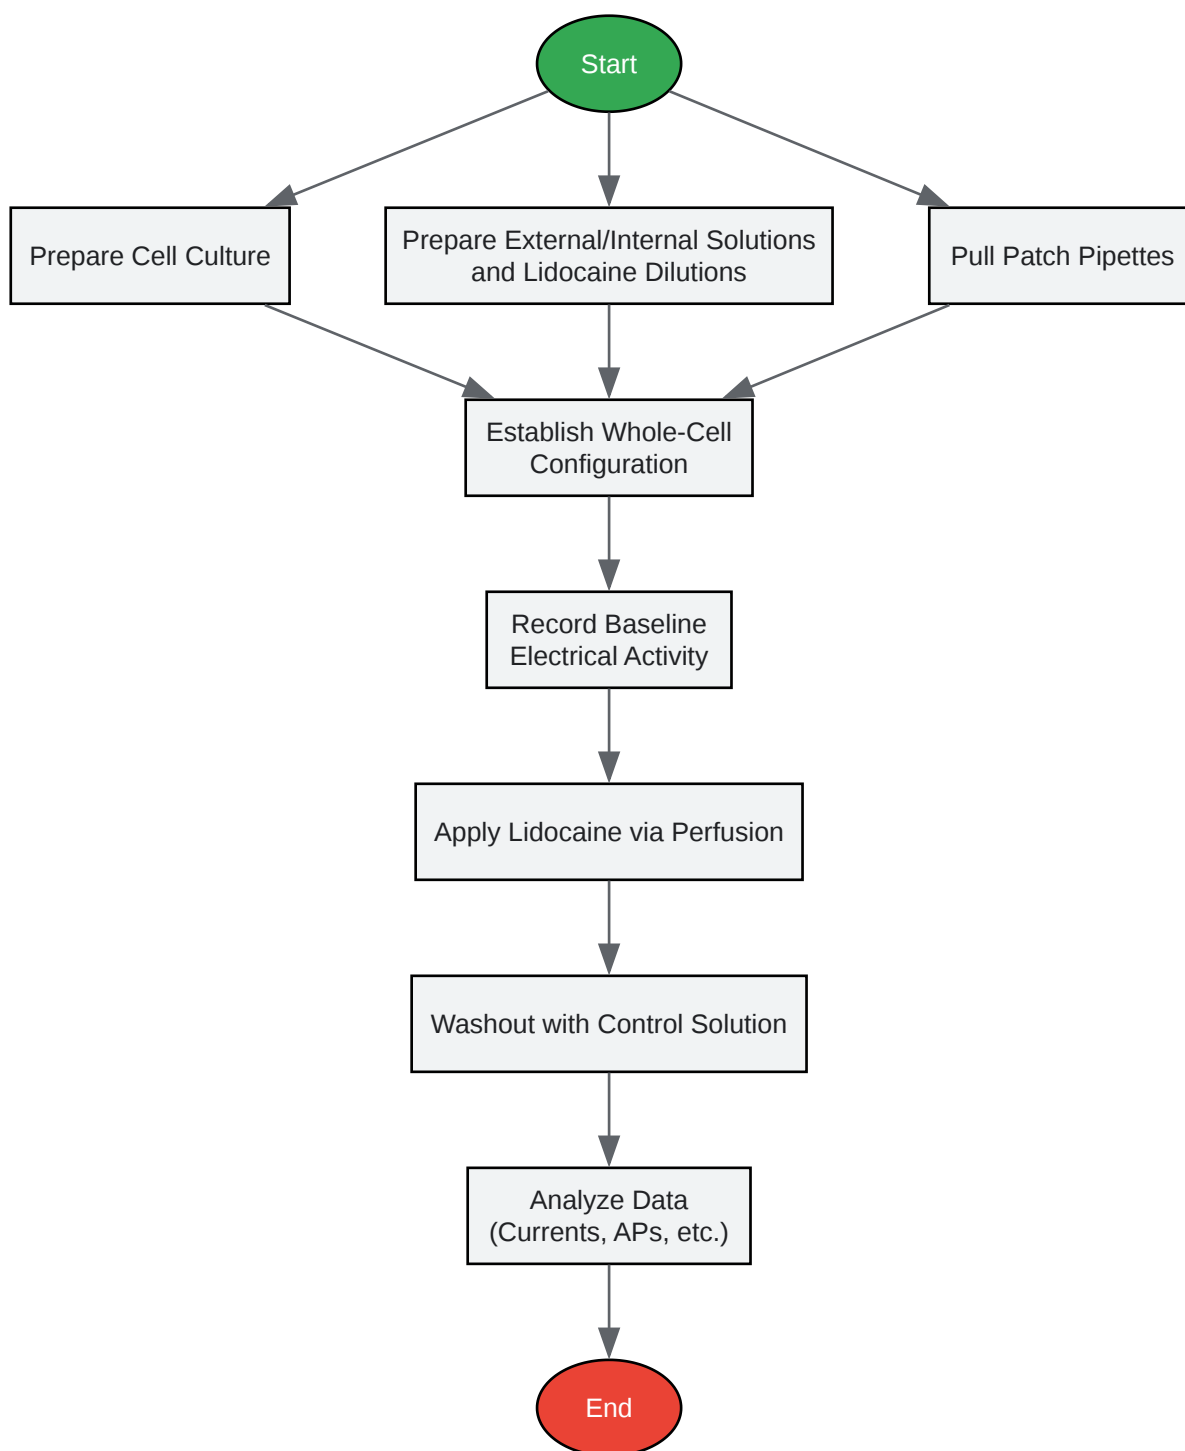 Start
Prepare Cell Culture
Prepare External/Internal Solutions
and Lidocaine Dilutions
Pull Patch Pipettes
Establish Whole-Cell
Configuration
Record Baseline
Electrical Activity
Apply Lidocaine via Perfusion
Washout with Control Solution
Analyze Data
(Currents, APs, etc.)
End